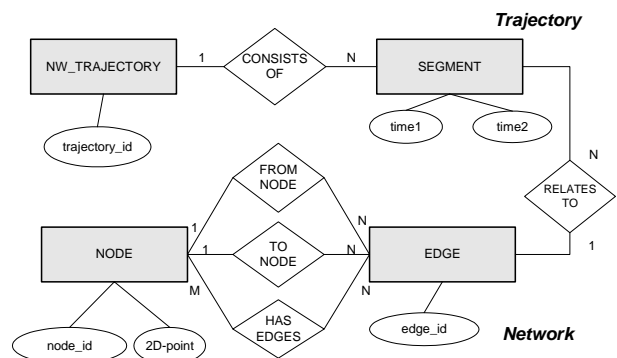 Trajectory
NW_TRAJECTORY
1
CONSISTS
OF
N
SEGMENT
trajectory_id
time1
time2
N
RELATES
TO
1
FROM
NODE
1
N
NODE
1
TO
NODE
N
EDGE
M
N
HAS
EDGES
node_id
2D-point
edge_id
Network